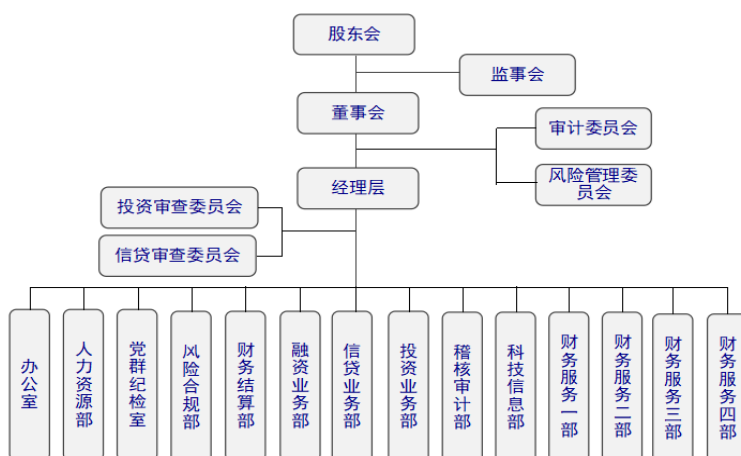 股东会
监事会
董事会
审计委员会
经理层
风险管理委
员会
投资审查委员会
信贷审查委员会
办公室
人力资源部
党群纪检室
风险合规部
财务结算部
融资业务部
信贷业务部
投资业务部
稽核审计部
科技信息部
财务服务一部
财务服务二部
财务服务三部
财务服务四部